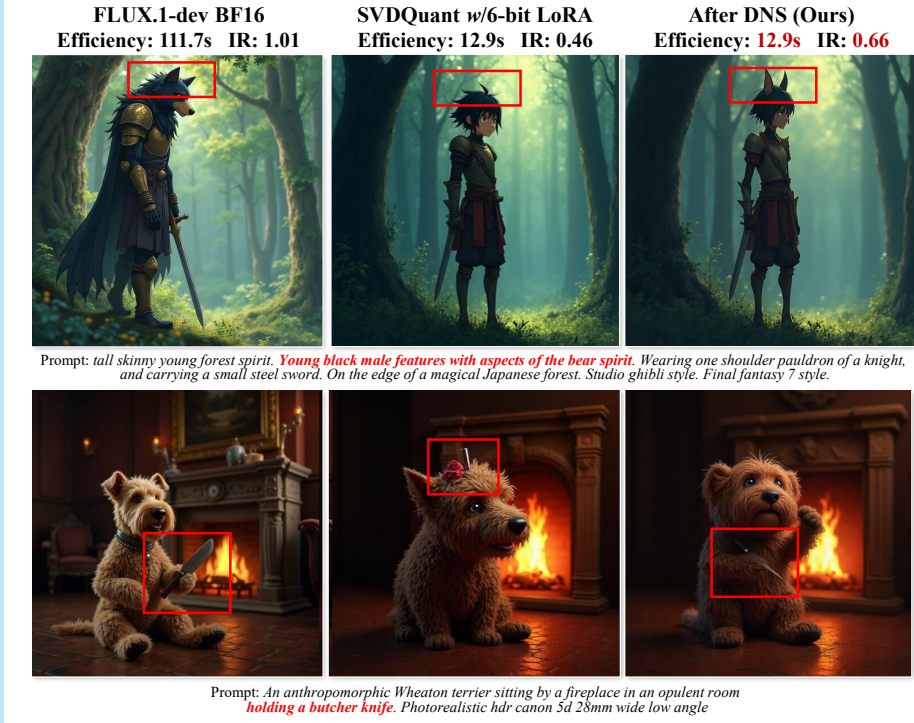 FLUX.1-dev BF16
Efficiency: 111.7s IR: 1.01
SVDQuant w/6-bit LoRA
Efficiency: 12.9s IR: 0.46
After DNS (Ours)
Efficiency: 12.9s IR: 0.66
Prompt: tall skinny young forest spirit. Young black male features with aspects of the bear spirit. Wearing one shoulder pauldron of a knight,
and carrying a small steel sword. On the edge of a magical Japanese forest. Studio ghibli style. Final fantasy 7 style.
Prompt: An anthropomorphic Wheaton terrier sitting by a fireplace in an opulent room
holding a butcher knife. Photorealistic hdr canon 5d 28mm wide low angle